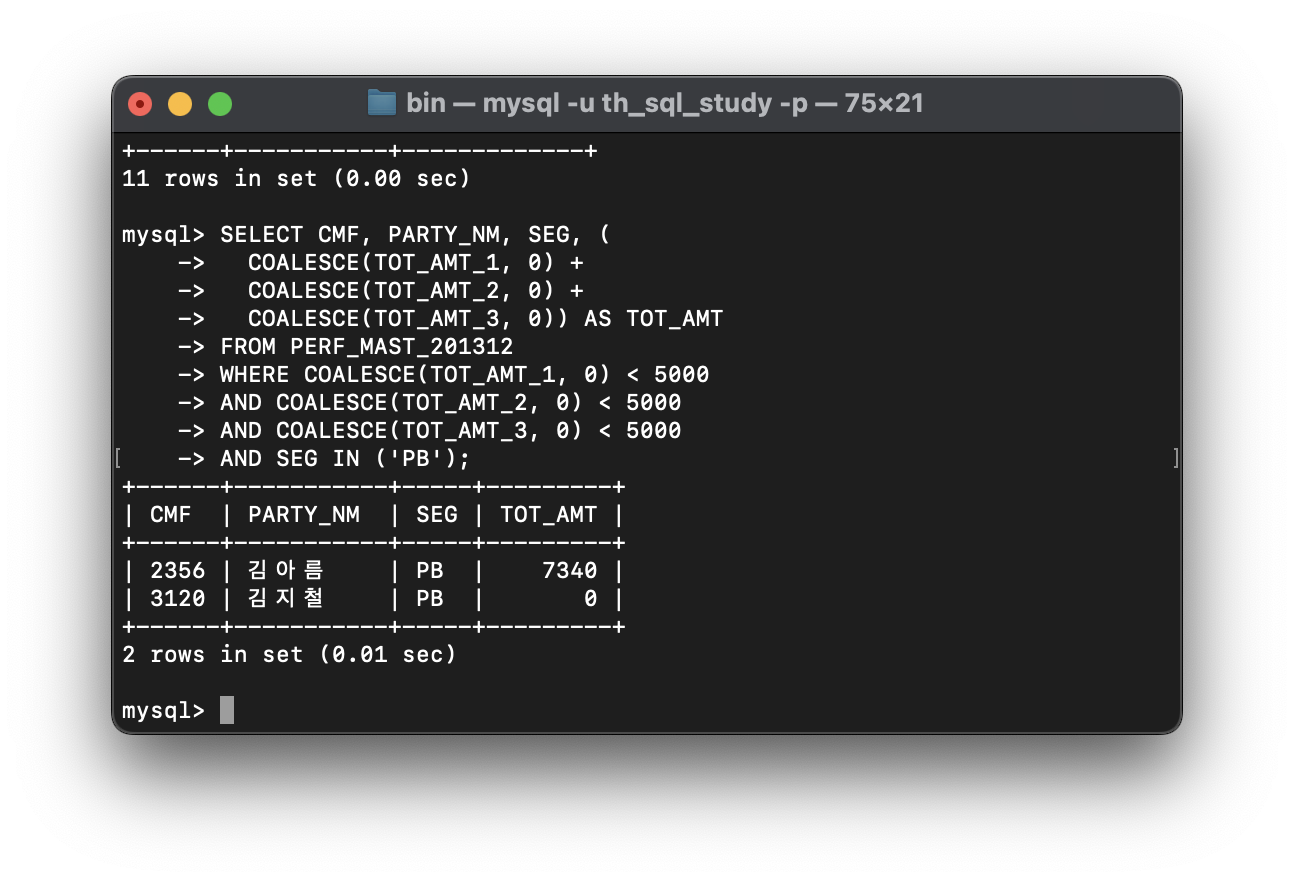 bin — mysql -u th_sql_study -p — 75×21
+------+-----------+-------------+
11 rows in set (0.00 sec)
mysql> SELECT CMF, PARTY_NM, SEG, (
    ->   COALESCE(TOT_AMT_1, 0) +
    ->   COALESCE(TOT_AMT_2, 0) +
    ->   COALESCE(TOT_AMT_3, 0)) AS TOT_AMT
    -> FROM PERF_MAST_201312
    -> WHERE COALESCE(TOT_AMT_1, 0) < 5000
    -> AND COALESCE(TOT_AMT_2, 0) < 5000
    -> AND COALESCE(TOT_AMT_3, 0) < 5000
[    -> AND SEG IN ('PB'); ]
+------+-----------+-----+---------+
| CMF  | PARTY_NM  | SEG | TOT_AMT |
+------+-----------+-----+---------+
| 2356 | 김아름    | PB  |    7340 |
| 3120 | 김지철    | PB  |       0 |
+------+-----------+-----+---------+
2 rows in set (0.01 sec)
mysql>